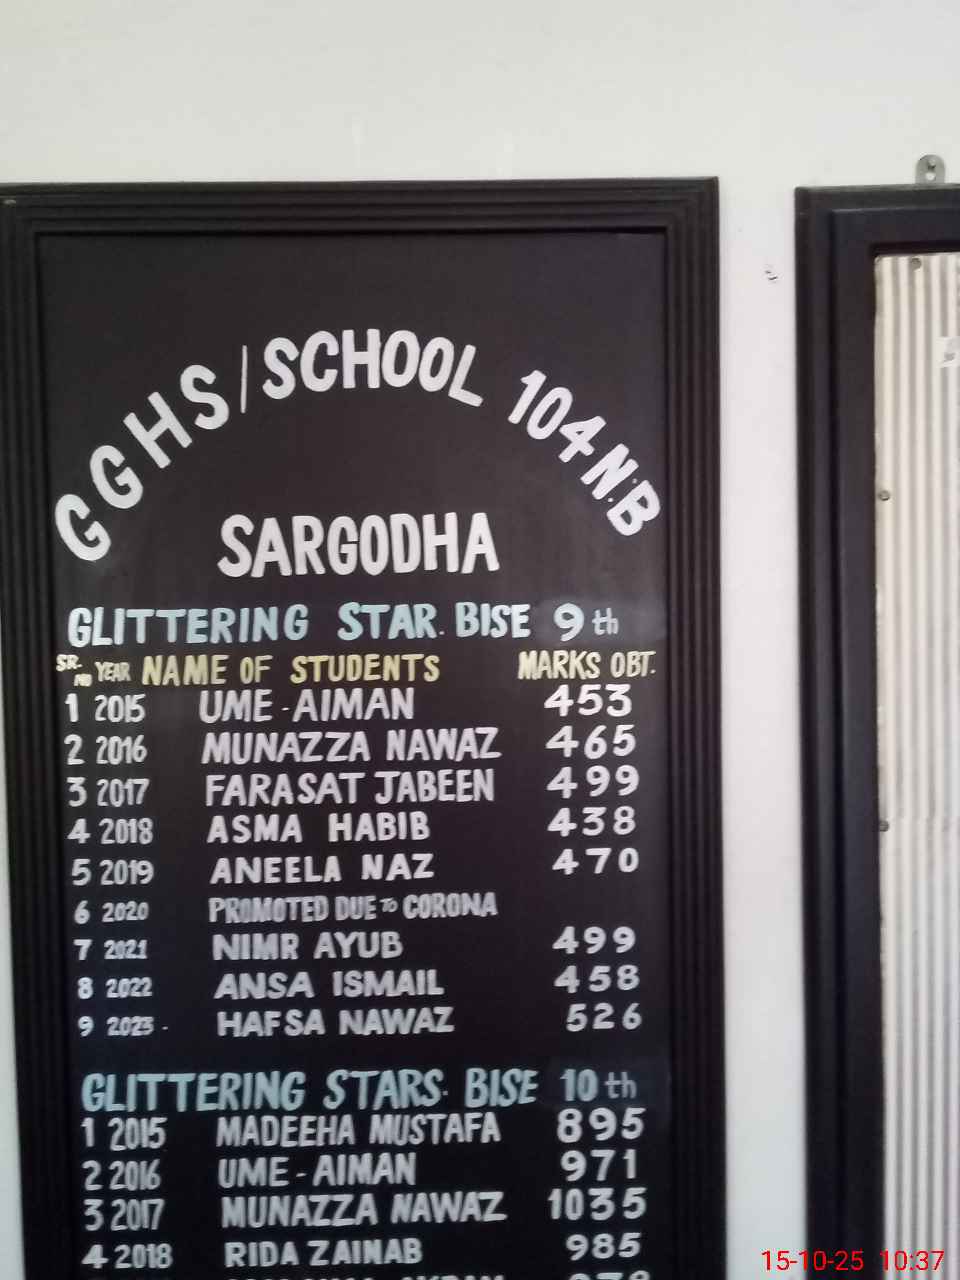 GGHS/SCHOOL 104 N.B
SARGODHA
GLITTERING STAR. BISE 9th
SR. NO YEAR NAME OF STUDENTS MARKS OBT.
1 2015 UME-AIMAN 453
2 2016 MUNAZZA NAWAZ 465
3 2017 FARASAT JABEEN 499
4 2018 ASMA HABIB 438
5 2019 ANEELA NAZ 470
6 2020 PROMOTED DUE TO CORONA
7 2021 NIMR AYUB 499
8 2022 ANSA ISMAIL 458
9 2023 HAFSA NAWAZ 526
GLITTERING STARS. BISE 10th
1 2015 MADEEHA MUSTAFA 895
2 2016 UME-AIMAN 971
3 2017 MUNAZZA NAWAZ 1035
4 2018 RIDA ZAINAB 985
15-10-25 10:37